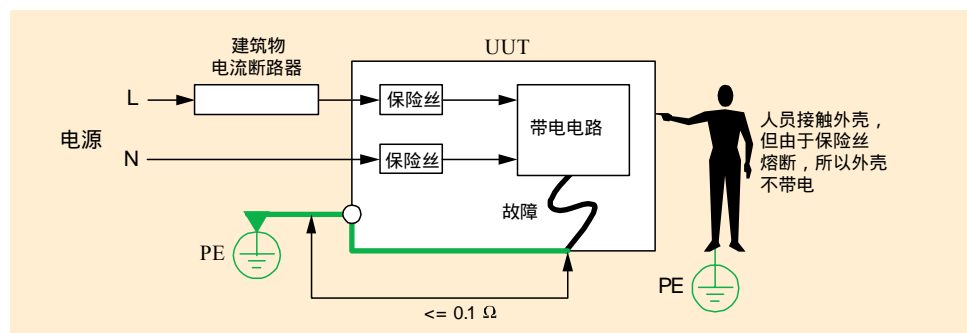 建筑物
电流断路器
UUT
L
保险丝
带电电路
电源
N
保险丝
人员接触外壳，
但由于保险丝
熔断，所以外壳
不带电
故障
PE
PE
<= 0.1 Ω